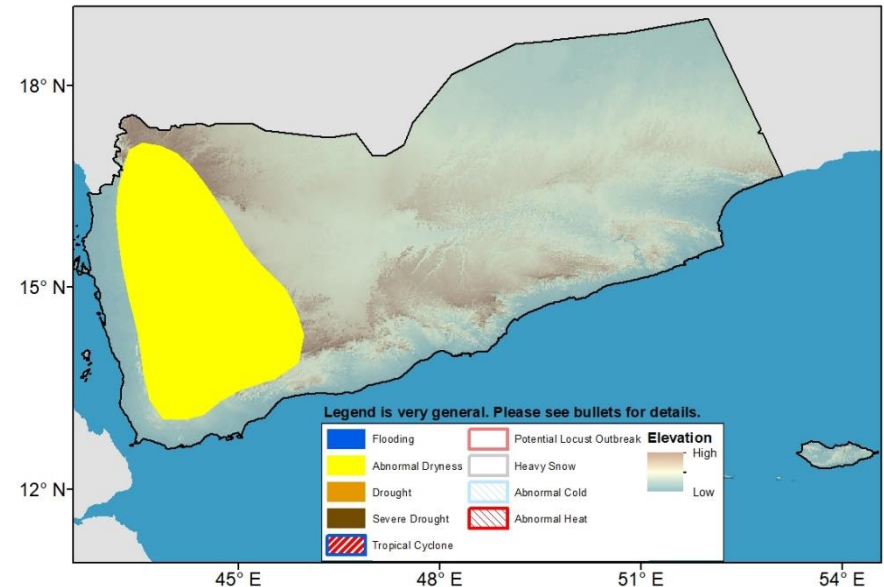 18° N
15° N
12° N
Legend is very general. Please see bullets for details.
Flooding
Abnormal Dryness
Drought
Severe Drought
Tropical Cyclone
Potential Locust Outbreak
Heavy Snow
Abnormal Cold
Abnormal Heat
Elevation
High
Low
45° E
48° E
51° E
54° E